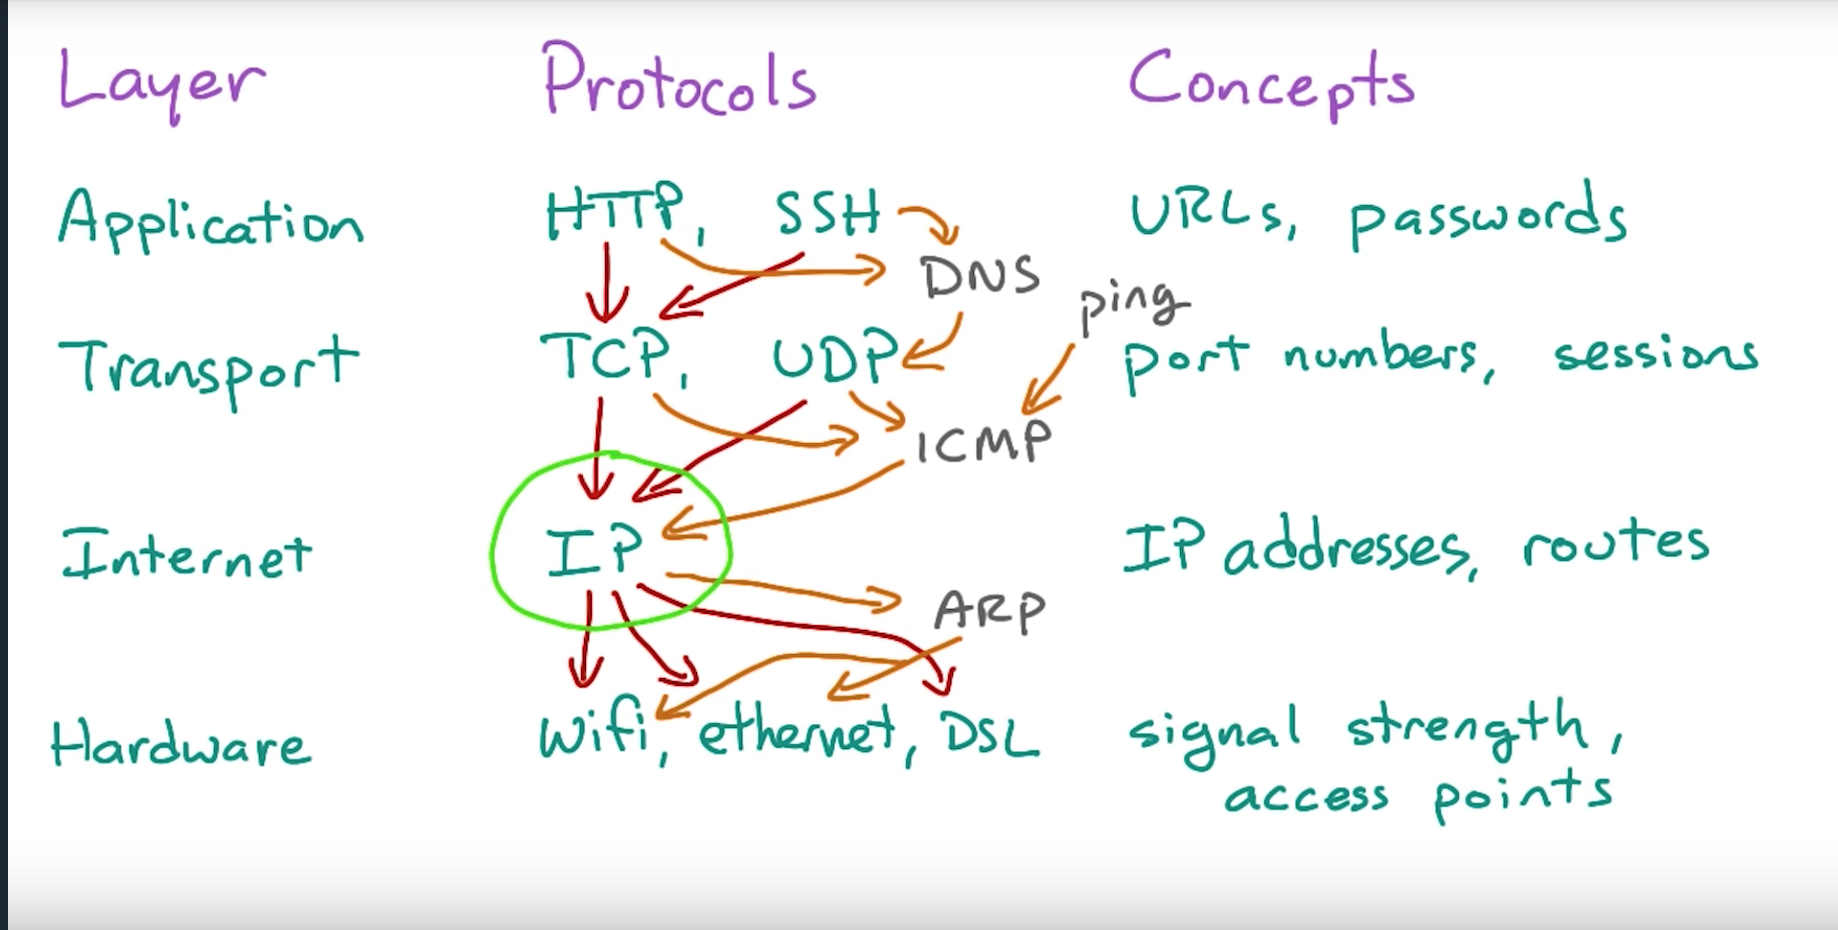 Layer Protocols Concepts
Application HTTP, SSH URLs, passwords
DNS
ping
Transport TCP, UDP port numbers, sessions
ICMP
Internet IP IP addresses, routes
ARP
Hardware Wifi, ethernet, DSL signal strength,
access points